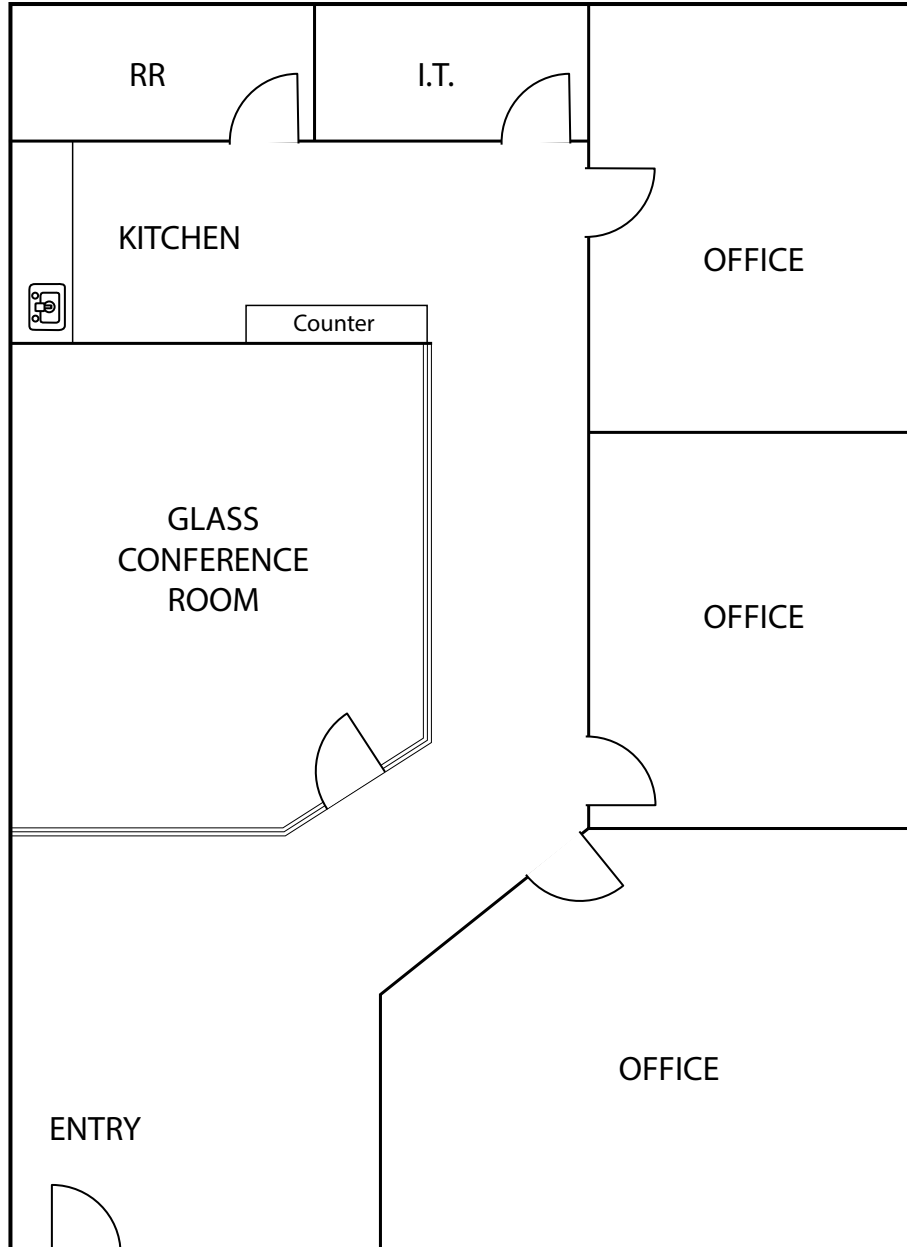 RR
I.T.
KITCHEN
OFFICE
Counter
GLASS
CONFERENCE
ROOM
OFFICE
OFFICE
ENTRY